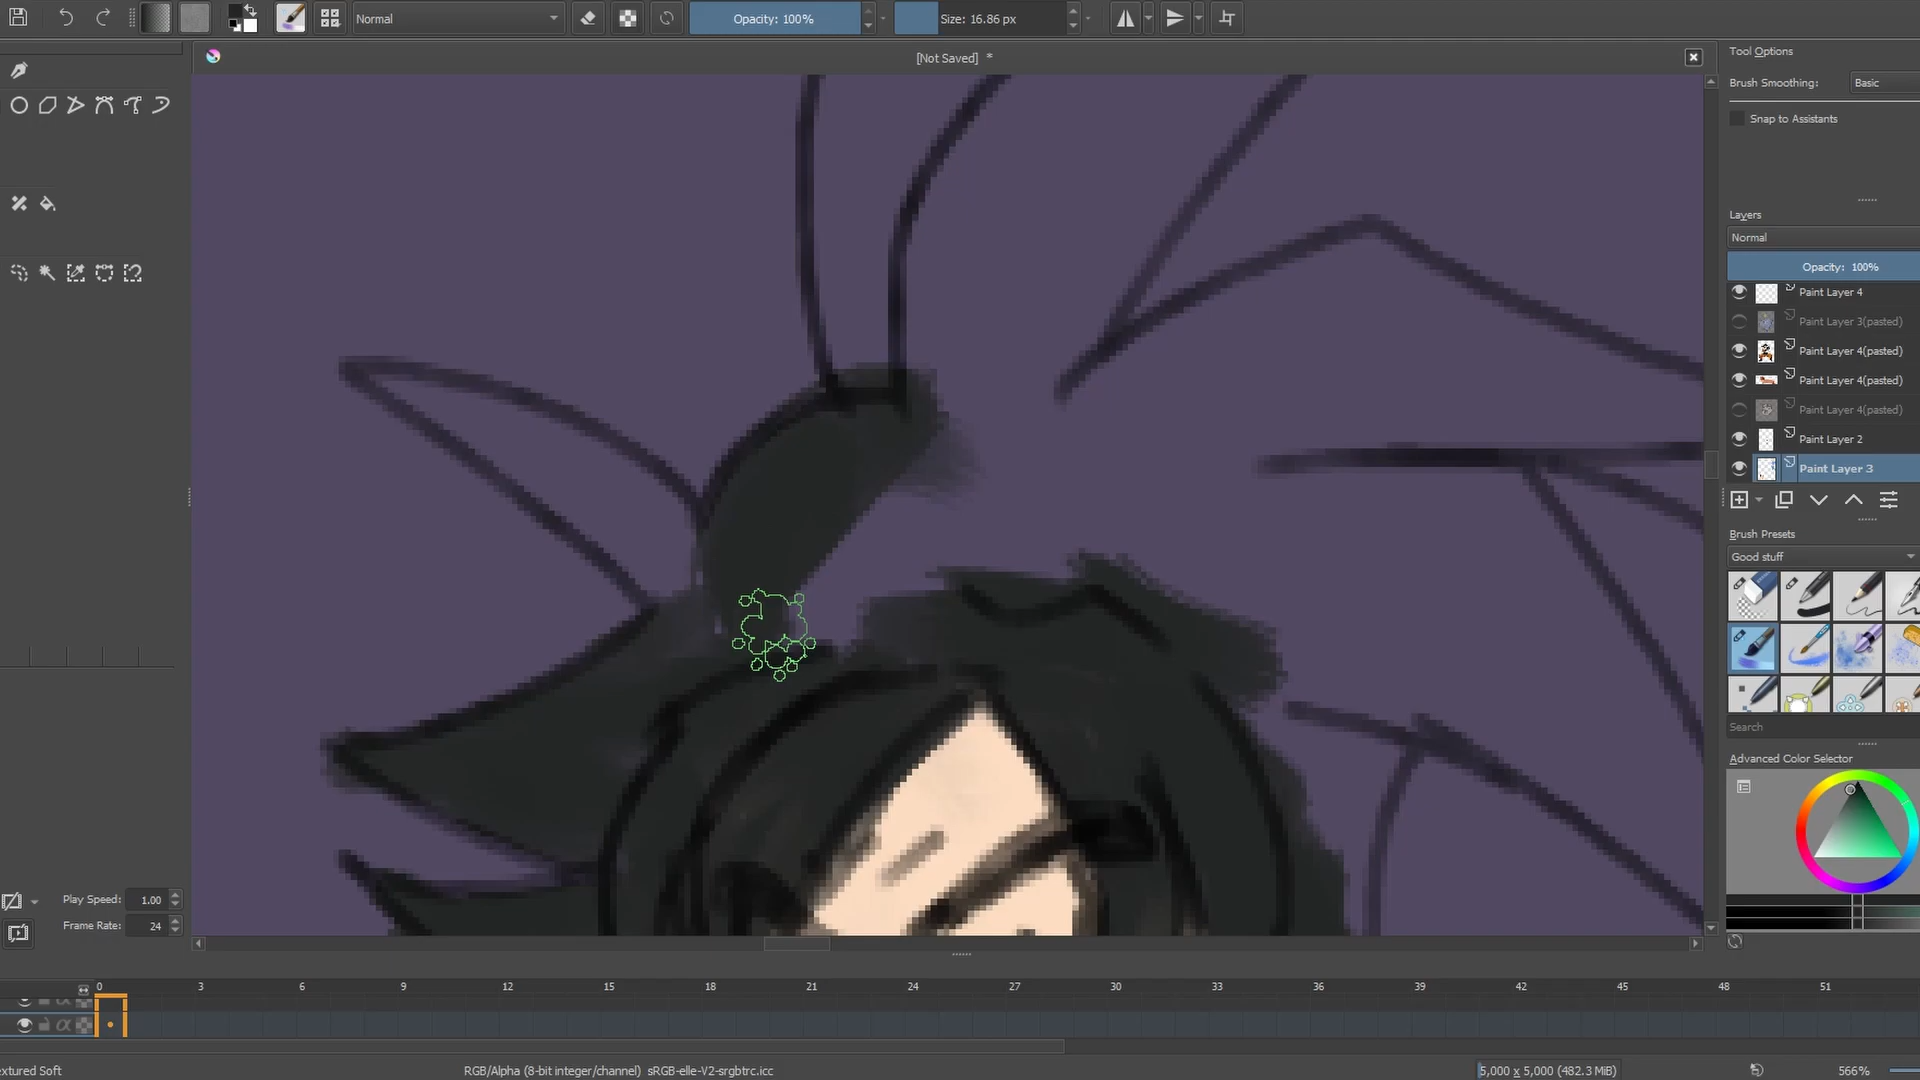 Normal
Opacity: 100%
Size: 16.86 px
[Not Saved] *
Tool Options
Brush Smoothing:
Basic
Snap to Assistants
Layers
Normal
Opacity: 100%
Paint Layer 4
Paint Layer 3(pasted)
Paint Layer 4(pasted)
Paint Layer 4(pasted)
Paint Layer 4(pasted)
Paint Layer 2
Paint Layer 3
Brush Presets
Good stuff
Search
Advanced Color Selector
Play Speed: 1.00
Frame Rate: 24
0 3 6 9 12 15 18 21 24 27 30 33 36 39 42 45 48 51
extured Soft
RGB/Alpha (8-bit integer/channel) sRGB-elle-V2-srgbtrc.icc
5,000 x 5,000 (482.3 MiB)
566%